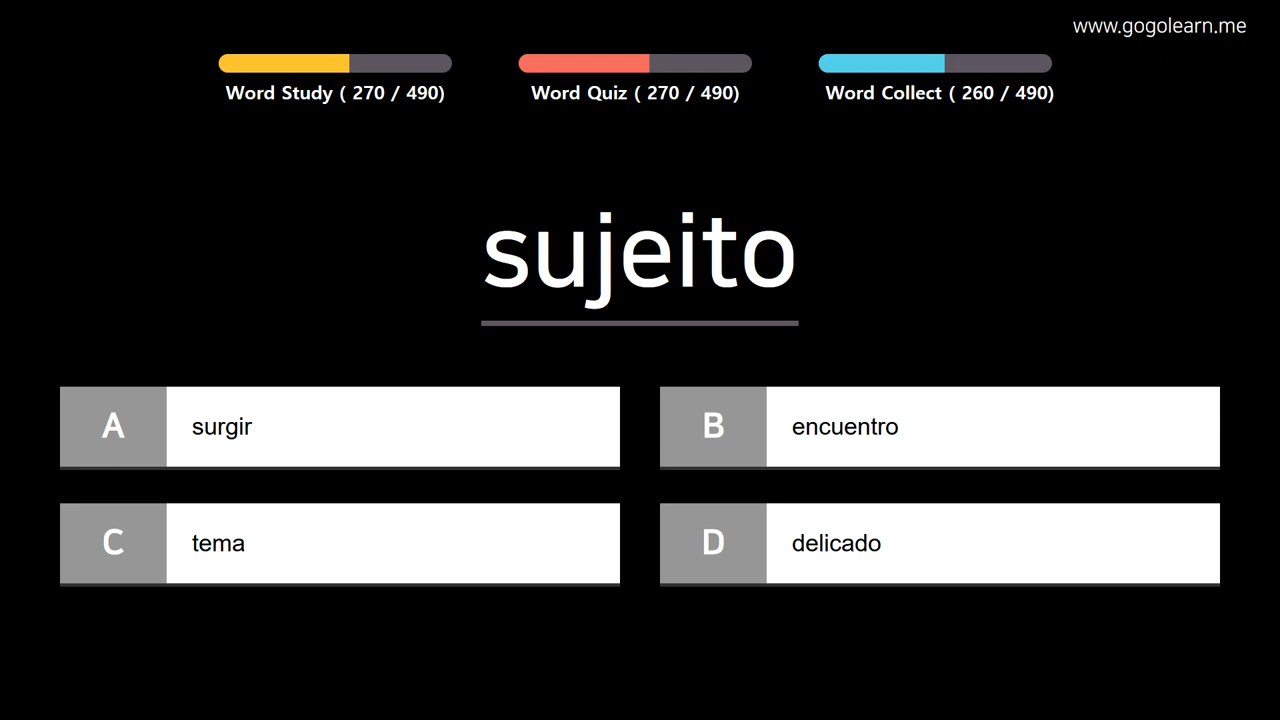 www.gogolearn.me
Word Study ( 270 / 490)
Word Quiz ( 270 / 490)
Word Collect ( 260 / 490)
sujeito
A surgir
B encuentro
C tema
D delicado